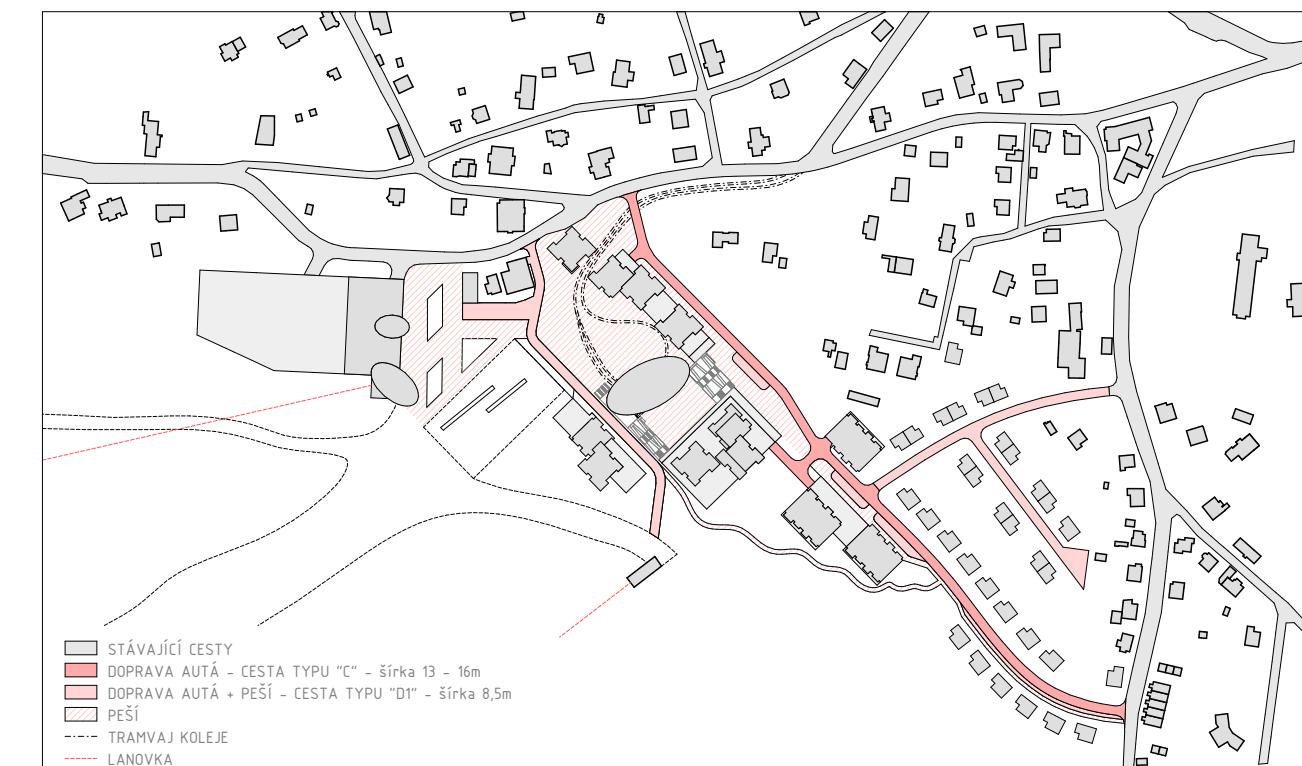 STÁVAJÍCÍ CESTY
DOPRAVA AUTÁ - CESTA TYPU "C" - šírka 13 - 16m
DOPRAVA AUTÁ + PEŠÍ - CESTA TYPU "D1" - šírka 8,5m
PEŠÍ
TRAMVAJ KOLEJE
LANOVKA